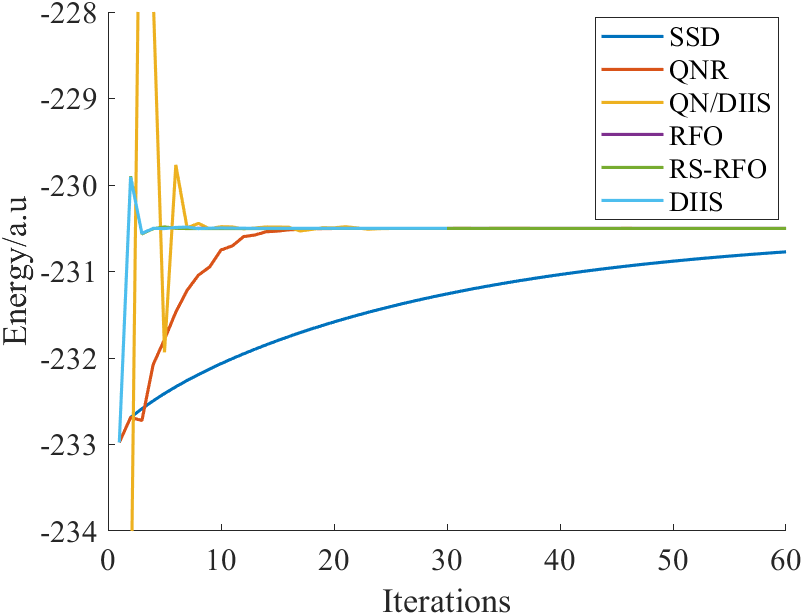 -228
-229
-230
-231
-232
-233
-234
Energy/a.u
0 10 20 30 40 50 60
Iterations
SSD
QNR
QN/DIIS
RFO
RS-RFO
DIIS